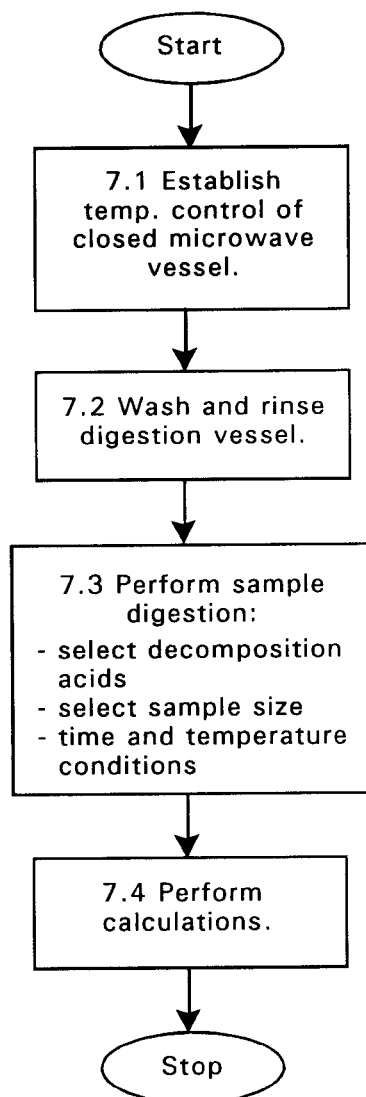 Start
7.1 Establish
temp. control of
closed microwave
vessel.
7.2 Wash and rinse
digestion vessel.
7.3 Perform sample
digestion:
- select decomposition
acids
- select sample size
- time and temperature
conditions
7.4 Perform
calculations.
Stop